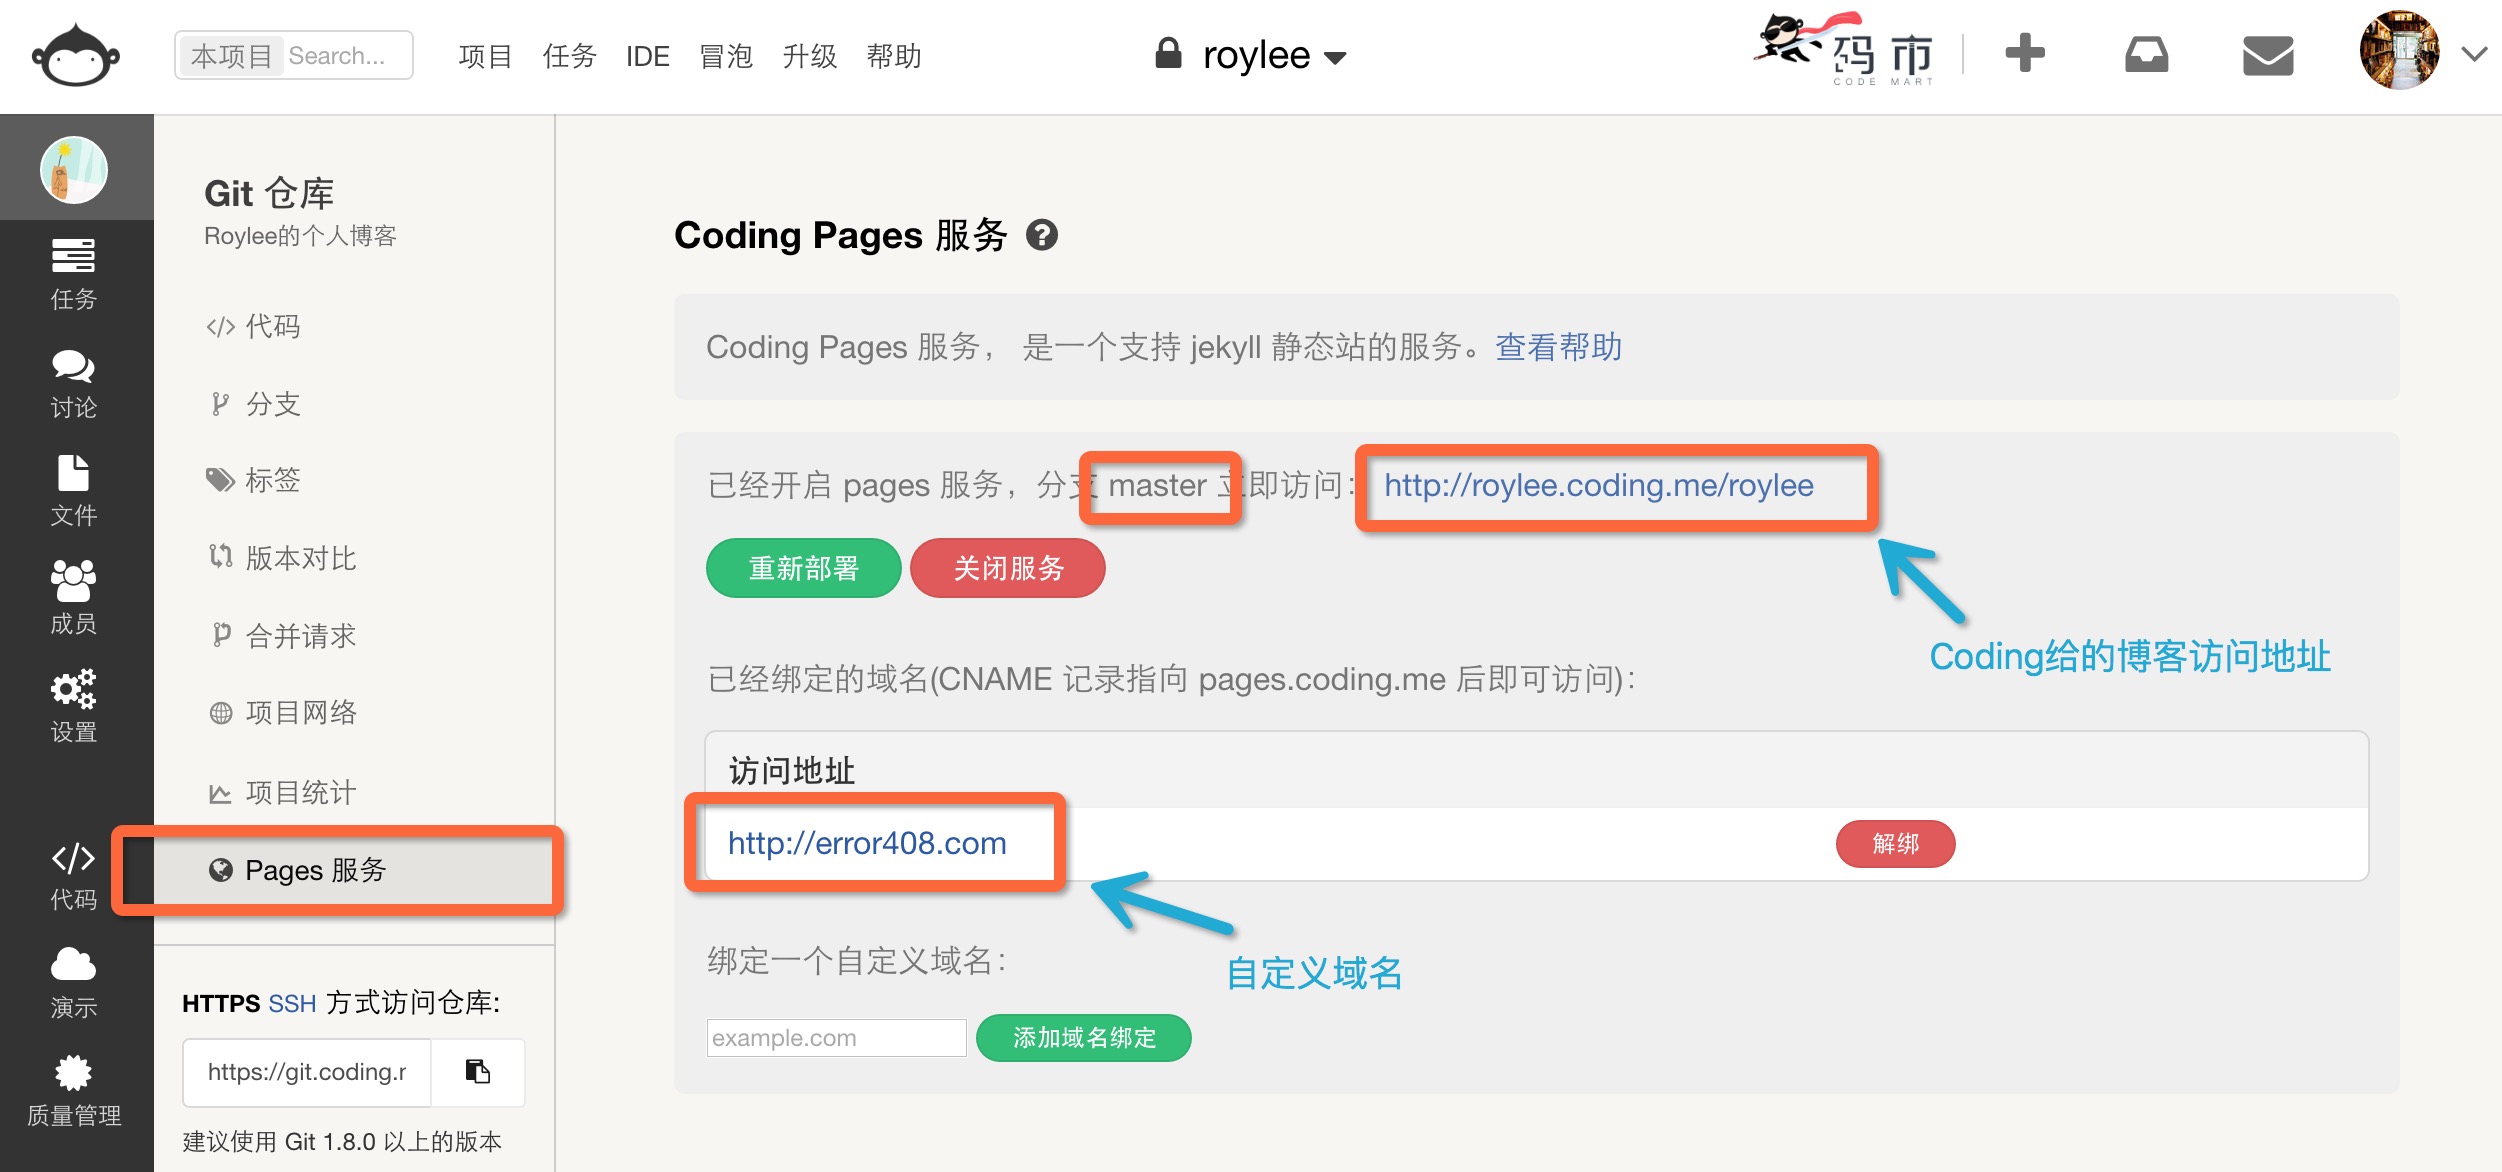 本项目 Search... 项目 任务 IDE 冒泡 升级 帮助 roylee 码市
CODE MART
任务
讨论
文件
成员
设置
代码
演示
质量管理
Git 仓库
Roylee的个人博客
代码
分支
标签
版本对比
合并请求
项目网络
项目统计
Pages 服务
HTTPS SSH 方式访问仓库:
https://git.coding.r
建议使用 Git 1.8.0 以上的版本
Coding Pages 服务
Coding Pages 服务， 是一个支持 jekyll 静态站的服务。查看帮助
已经开启 pages 服务，分支 master 立即访问： http://roylee.coding.me/roylee
重新部署 关闭服务
Coding给的博客访问地址
已经绑定的域名(CNAME 记录指向 pages.coding.me 后即可访问)：
访问地址
http://error408.com 解绑
自定义域名
绑定一个自定义域名：
example.com 添加域名绑定